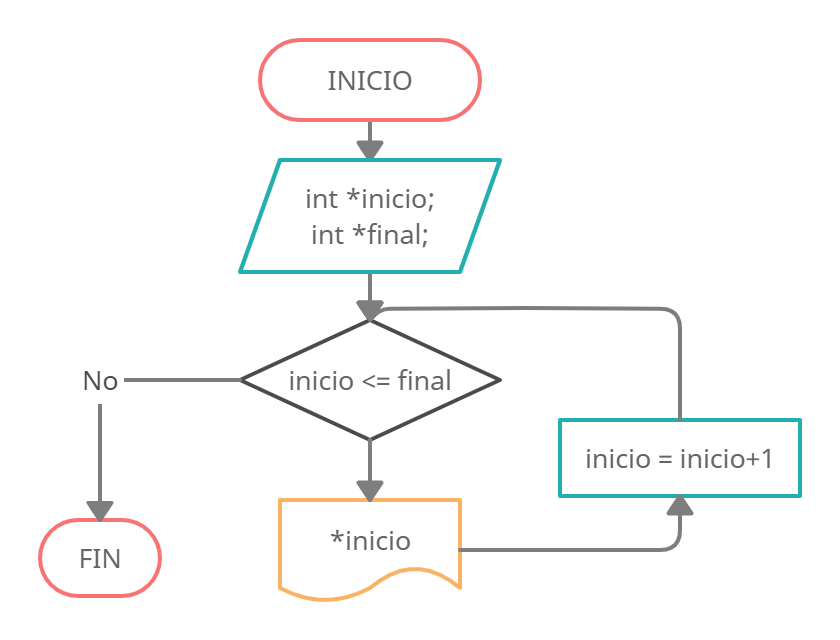 INICIO
int *inicio;
int *final;
inicio <= final
No
inicio = inicio+1
*inicio
FIN